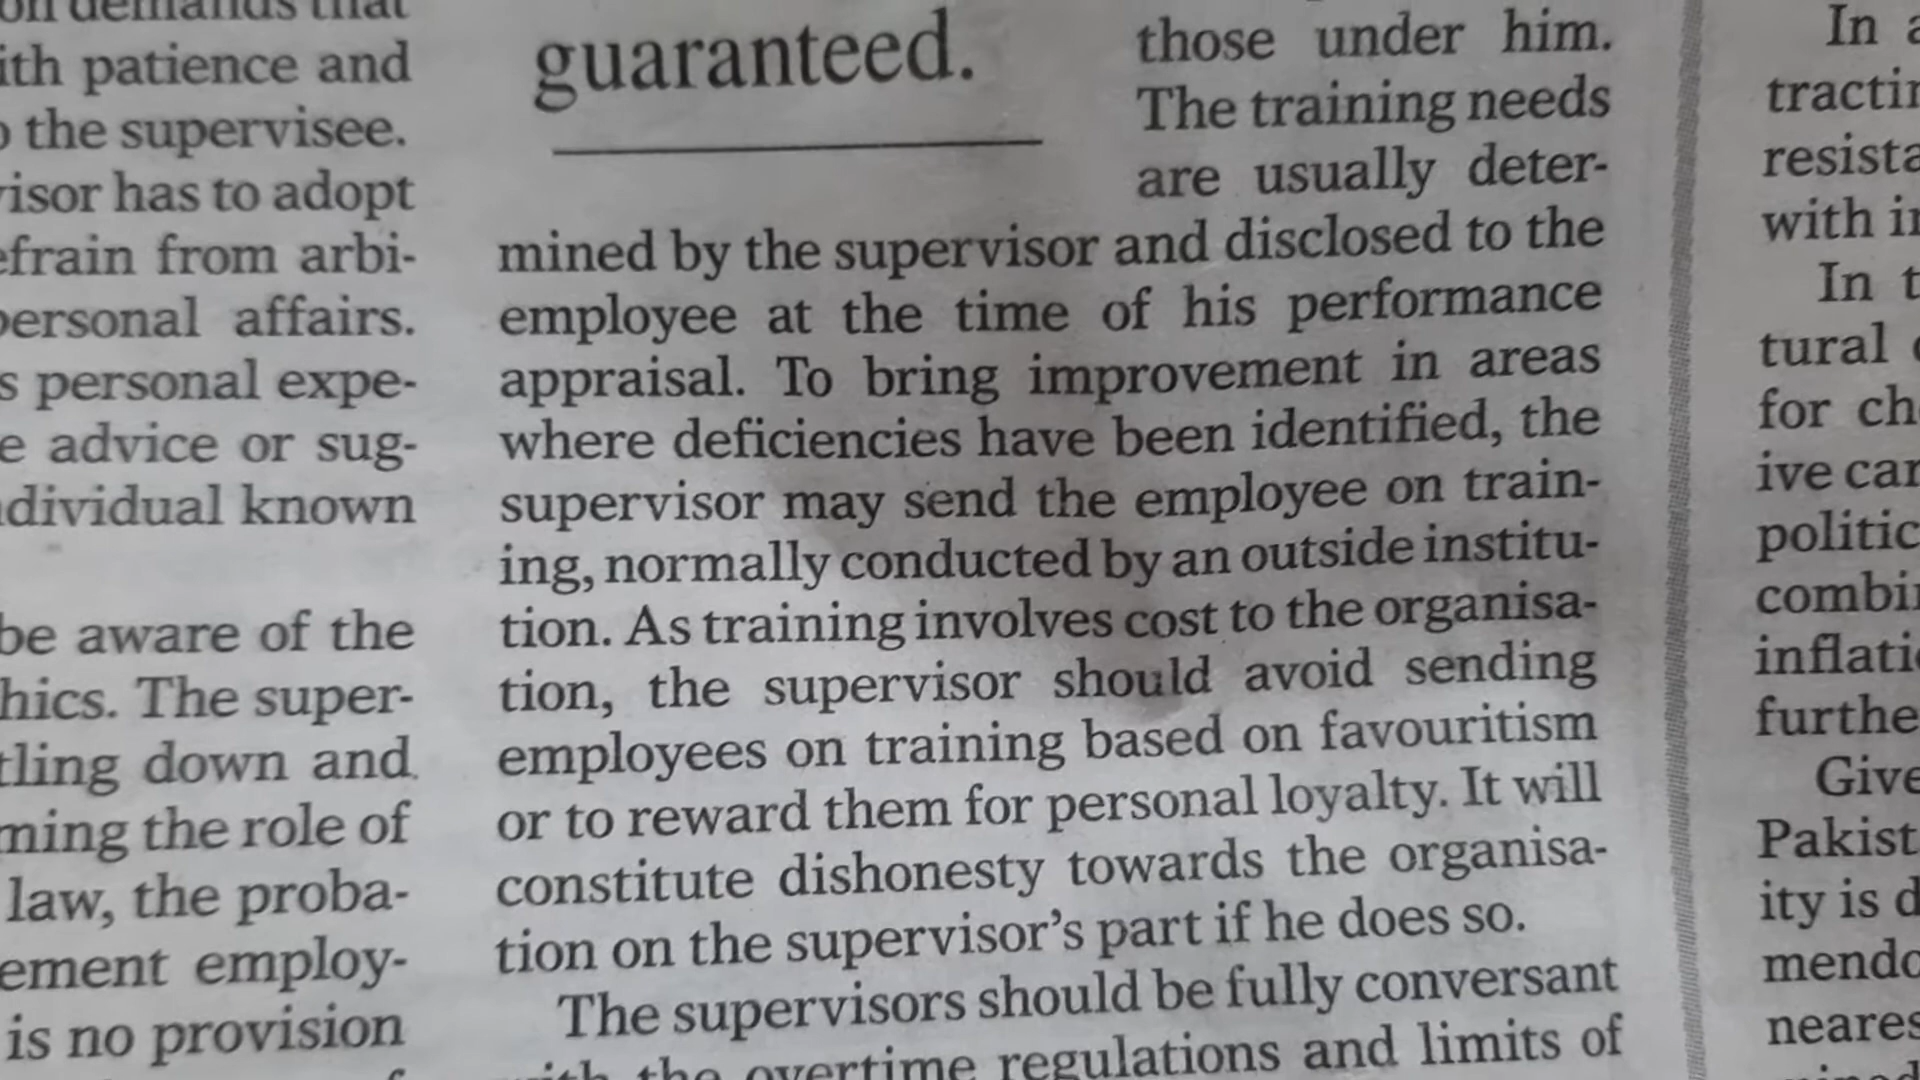 on demands that
ith patience and
the supervisee.
visor has to adopt
efrain from arbi-
personal affairs.
s personal expe-
e advice or sug-
dividual known
be aware of the
hics. The super-
tling down and
ming the role of
law, the proba-
ement employ-
is no provision
guaranteed.
those under him.
The training needs
are usually deter-
mined by the supervisor and disclosed to the
employee at the time of his performance
appraisal. To bring improvement in areas
where deficiencies have been identified, the
supervisor may send the employee on train-
ing, normally conducted by an outside institu-
tion. As training involves cost to the organisa-
tion, the supervisor should avoid sending
employees on training based on favouritism
or to reward them for personal loyalty. It will
constitute dishonesty towards the organisa-
tion on the supervisor's part if he does so.
The supervisors should be fully conversant
with the overtime regulations and limits of
In a
tractin
resista
with in
In t
tural
for ch
ive car
politic
combi
inflati
furthe
Give
Pakist
ity is d
mendo
neares